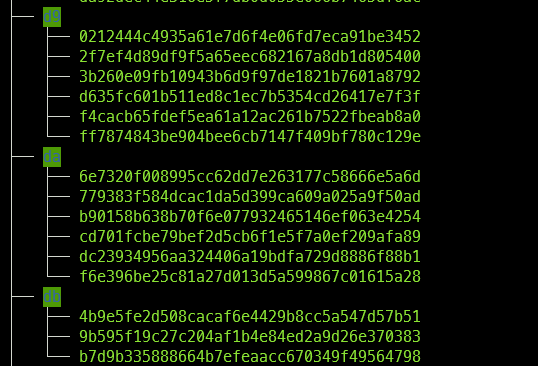 d9
0212444c4935a61e7d6f4e06fd7eca91be3452
2f7ef4d89df9f5a65eec682167a8db1d805400
3b260e09fb10943b6d9f97de1821b7601a8792
d635fc601b511ed8c1ec7b5354cd26417e7f3f
f4cacb65fdef5ea61a12ac261b7522fbeab8a0
ff7874843be904bee6cb7147f409bf780c129e
da
6e7320f008995cc62dd7e263177c58666e5a6d
779383f584dcac1da5d399ca609a025a9f50ad
b90158b638b70f6e077932465146ef063e4254
cd701fcbe79bef2d5cb6f1e5f7a0ef209afa89
dc23934956aa324406a19bdfa729d8886f88b1
f6e396be25c81a27d013d5a599867c01615a28
db
4b9e5fe2d508cacaf6e4429b8cc5a547d57b51
9b595f19c27c204af1b4e84ed2a9d26e370383
b7d9b335888664b7efeaacc670349f49564798